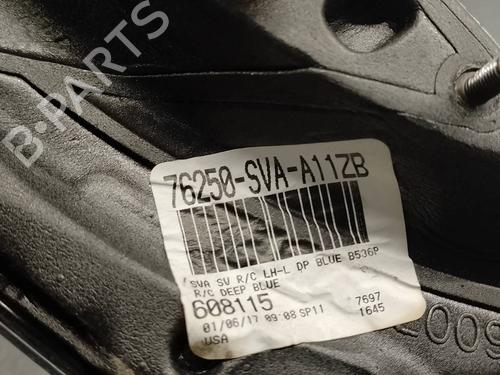 B-PARTS
76250-SVA-A11ZB
SVA SV R/C LH-L DP BLUE B536P
R/C DEEP BLUE
608115
01/06/17 09:08 SP11
7697
1645
USA